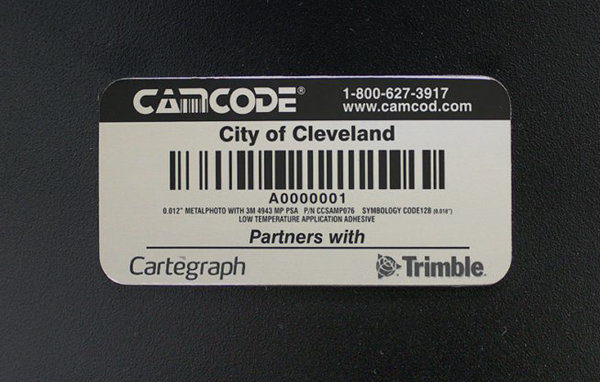 CAMCODE®
1-800-627-3917
www.camcod.com
City of Cleveland
A0000001
0.012" METALPHOTO WITH 3M 4943 MP PSA P/N CCSAMP076 SYMBOLOGY CODE128 (0.010")
LOW TEMPERATURE APPLICATION ADHESIVE
Partners with
Cartegraph™
Trimble